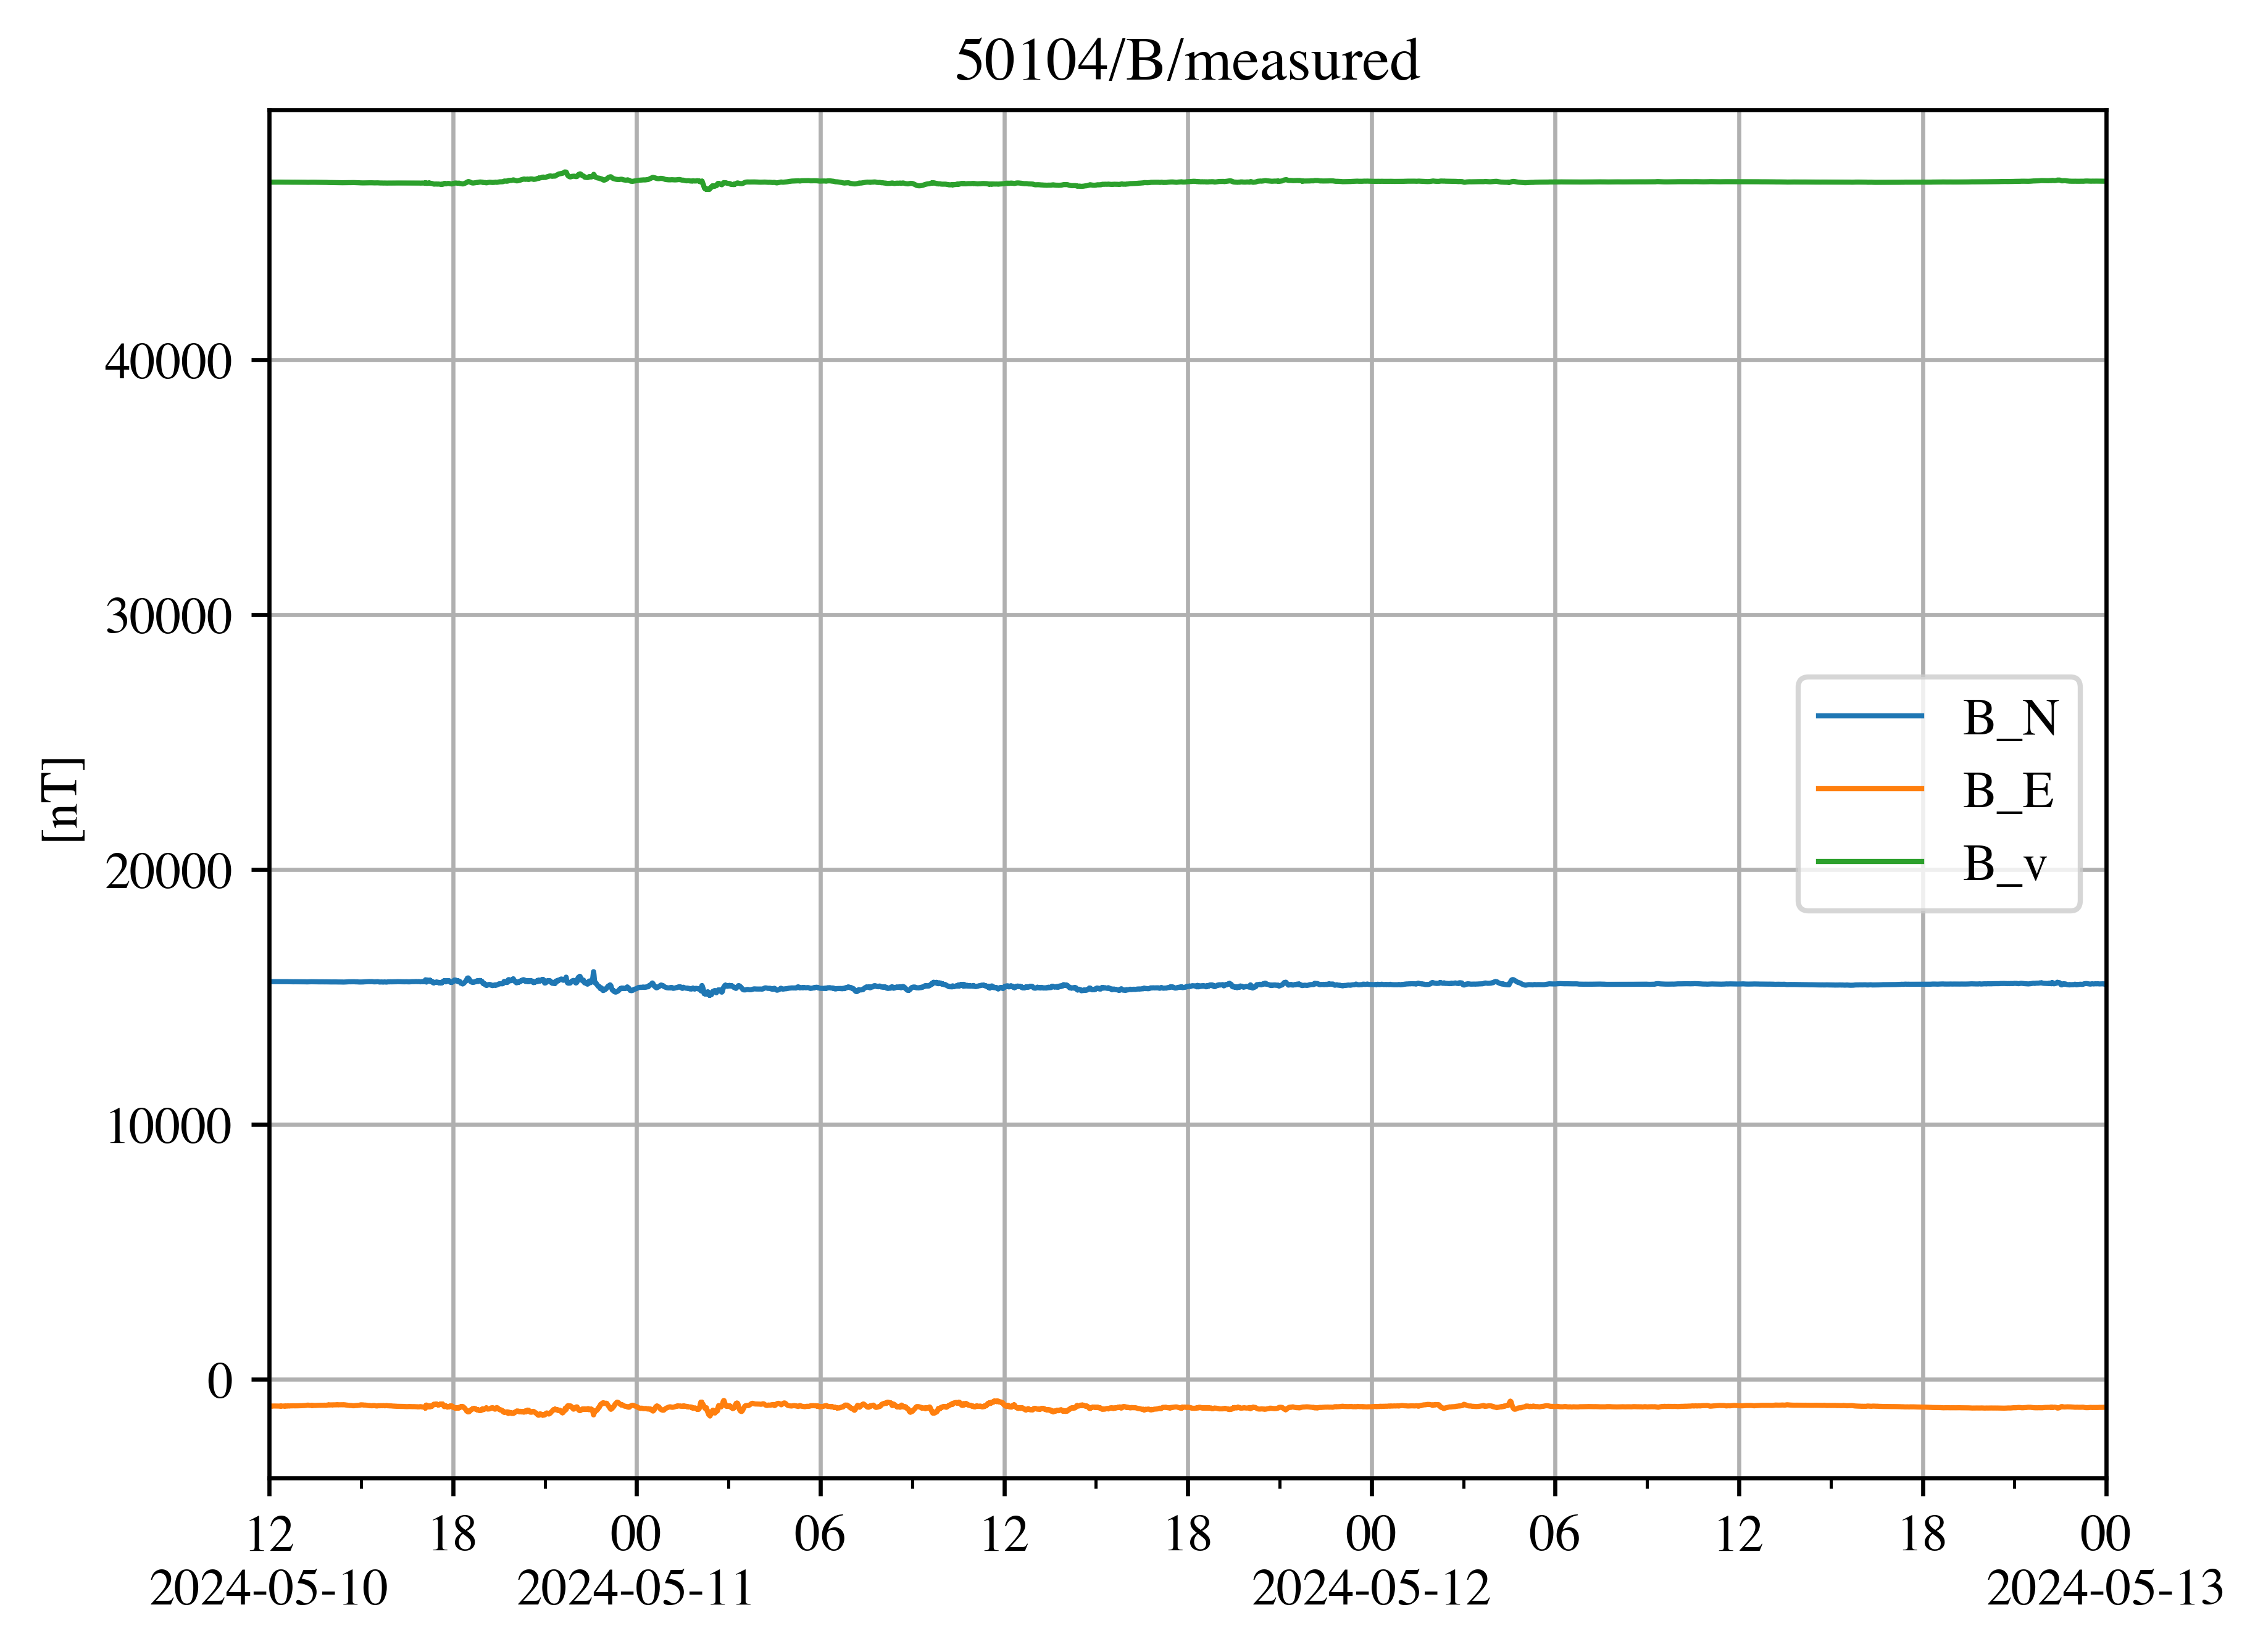 50104/B/measured
[nT]
40000
30000
20000
10000
0
B_N
B_E
B_v
12 18 00 06 12 18 00 06 12 18 00
2024-05-10 2024-05-11 2024-05-12 2024-05-13